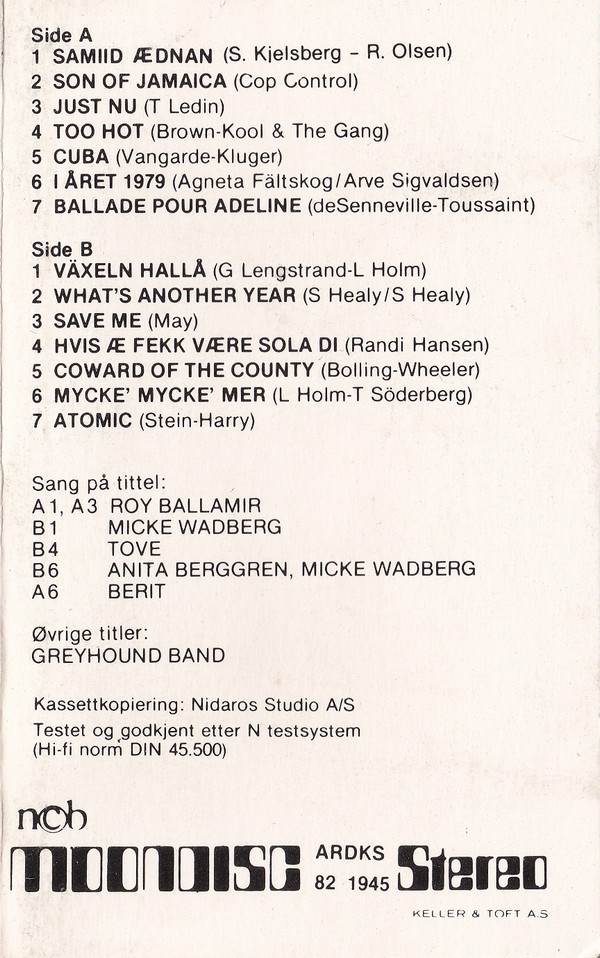 Side A
1 SAMIID ÆDNAN (S. Kjelsberg - R. Olsen)
2 SON OF JAMAICA (Cop Control)
3 JUST NU (T Ledin)
4 TOO HOT (Brown-Kool & The Gang)
5 CUBA (Vangarde-Kluger)
6 I ÅRET 1979 (Agneta Fältskog/Arve Sigvaldsen)
7 BALLADE POUR ADELINE (deSenneville-Toussaint)
Side B
1 VÄXELN HALLÅ (G Lengstrand-L Holm)
2 WHAT'S ANOTHER YEAR (S Healy/S Healy)
3 SAVE ME (May)
4 HVIS Æ FEKK VÆRE SOLA DI (Randi Hansen)
5 COWARD OF THE COUNTY (Bolling-Wheeler)
6 MYCKE' MYCKE' MER (L Holm-T Söderberg)
7 ATOMIC (Stein-Harry)
Sang på tittel:
A1, A3 ROY BALLAMIR
B1 MICKE WADBERG
B4 TOVE
B6 ANITA BERGGREN, MICKE WADBERG
A6 BERIT
Øvrige titler:
GREYHOUND BAND
Kassettkopiering: Nidaros Studio A/S
Testet og godkjent etter N testsystem
(Hi-fi norm DIN 45.500)
ncb
MOONDISC ARDKS 82 1945 Stereo
KELLER & TOFT A.S